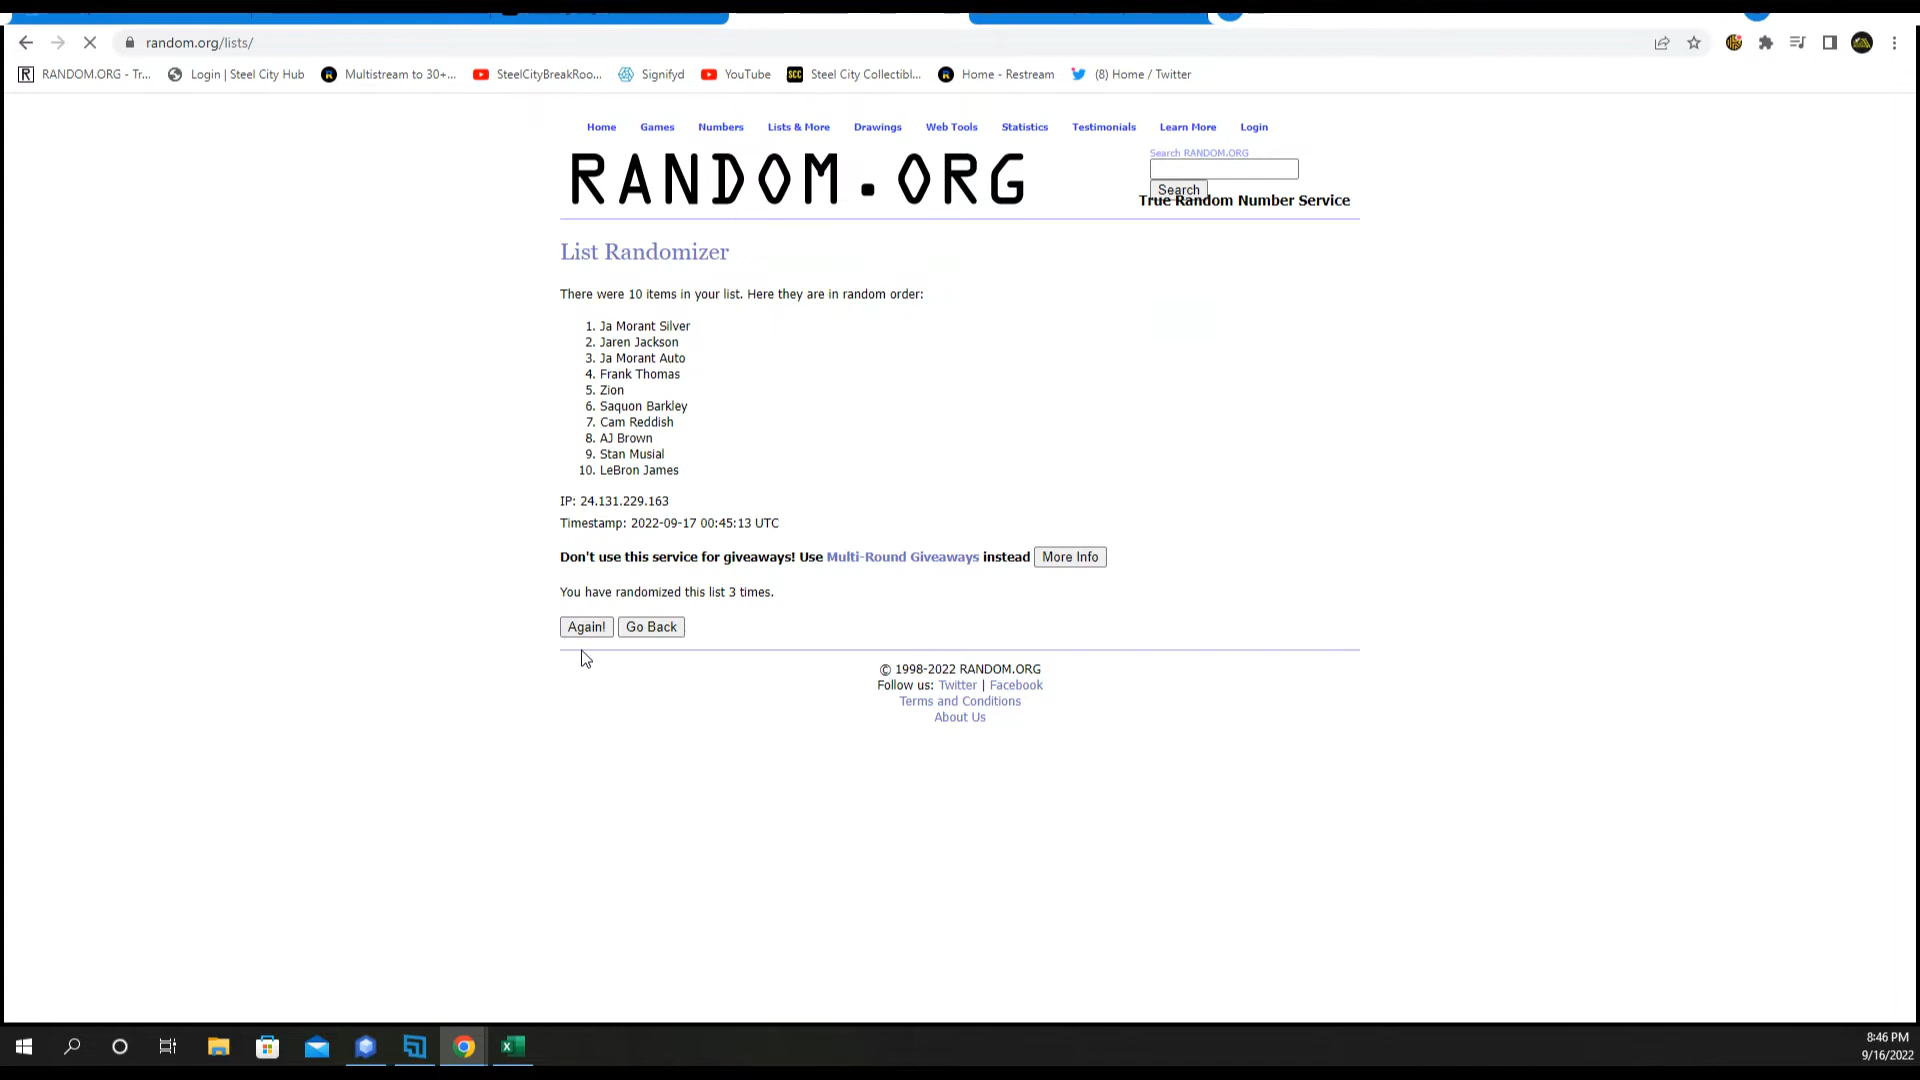 random.org/lists/
RANDOM.ORG - Tr... Login | Steel City Hub Multistream to 30+... SteelCityBreakRoo... Signifyd YouTube SCC Steel City Collectibl... Home - Restream (8) Home / Twitter
Home Games Numbers Lists & More Drawings Web Tools Statistics Testimonials Learn More Login
RANDOM.ORG
Search RANDOM.ORG
Search
True Random Number Service
List Randomizer
There were 10 items in your list. Here they are in random order:
1. Ja Morant Silver
2. Jaren Jackson
3. Ja Morant Auto
4. Frank Thomas
5. Zion
6. Saquon Barkley
7. Cam Reddish
8. AJ Brown
9. Stan Musial
10. LeBron James
IP: 24.131.229.163
Timestamp: 2022-09-17 00:45:13 UTC
Don't use this service for giveaways! Use Multi-Round Giveaways instead More Info
You have randomized this list 3 times.
Again! Go Back
© 1998-2022 RANDOM.ORG
Follow us: Twitter | Facebook
Terms and Conditions
About Us
8:46 PM
9/16/2022